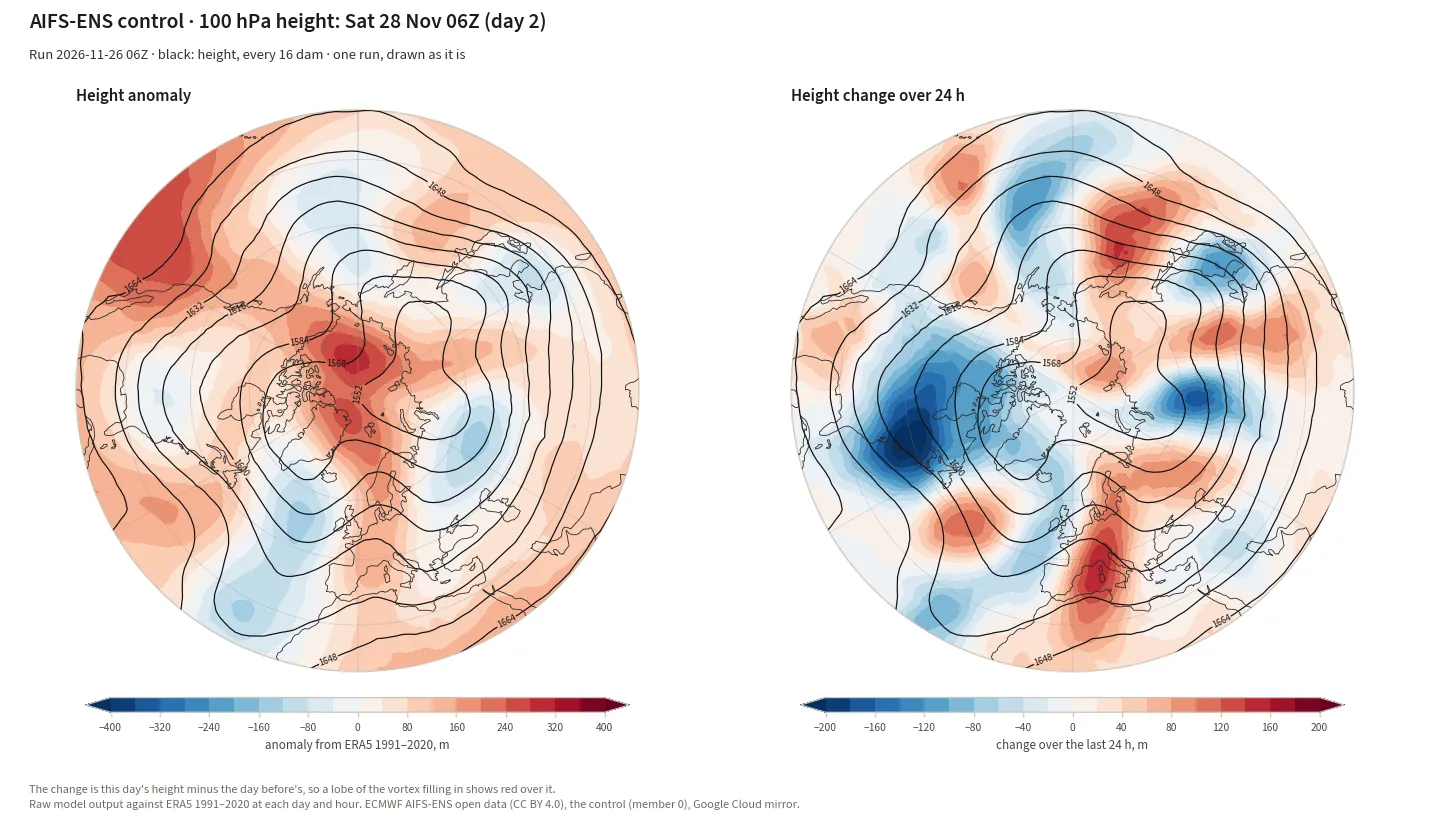 AIFS-ENS control · 100 hPa height: Sat 28 Nov 06Z (day 2)
Run 2026-11-26 06Z · black: height, every 16 dam · one run, drawn as it is
Height anomaly
Height change over 24 h
1648
1664
1632
1616
1584
1568
1552
1600
1664
1648
1648
1664
1632
1616
1584
1568
1552
1600
1664
1648
−400 −320 −240 −160 −80 0 80 160 240 320 400
anomaly from ERA5 1991–2020, m
−200 −160 −120 −80 −40 0 40 80 120 160 200
change over the last 24 h, m
The change is this day's height minus the day before's, so a lobe of the vortex filling in shows red over it.
Raw model output against ERA5 1991–2020 at each day and hour. ECMWF AIFS-ENS open data (CC BY 4.0), the control (member 0), Google Cloud mirror.